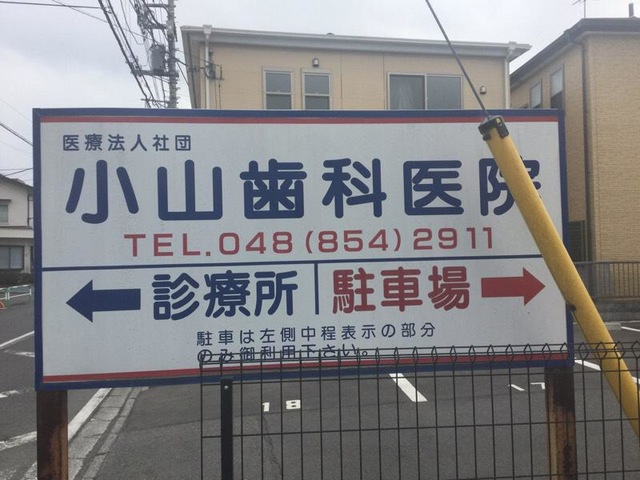 医療法人社団
小山歯科医院
TEL.048(854)2911
←診療所 駐車場→
駐車は左側中程表示の部分
のみ御利用下さい。
18